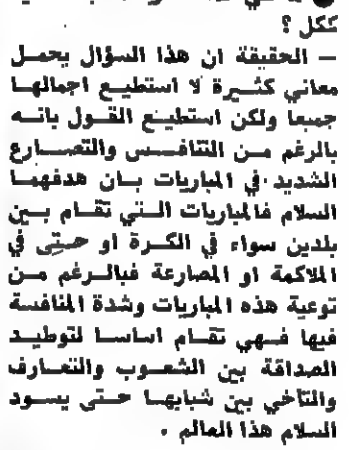 ككل ؟
— الحقيقة ان هذا السؤال يحمل
معاني كثيرة لا استطيع اجمالها
جميعا ولكن استطيع القول بانه
بالرغم من التنافس والتصارع
الشديد في المباريات بان هدفها
السلام فالمباريات التي تقام بين
بلدين سواء في الكرة او حتى في
الملاكمة او المصارعة فبالرغم من
توعية هذه المباريات وشدة المنافسة
فيها فهي تقام اساسا لتوطيد
الصداقة بين الشعوب والتعارف
والتآخي بين شبابها حتى يسود
السلام هذا العالم .